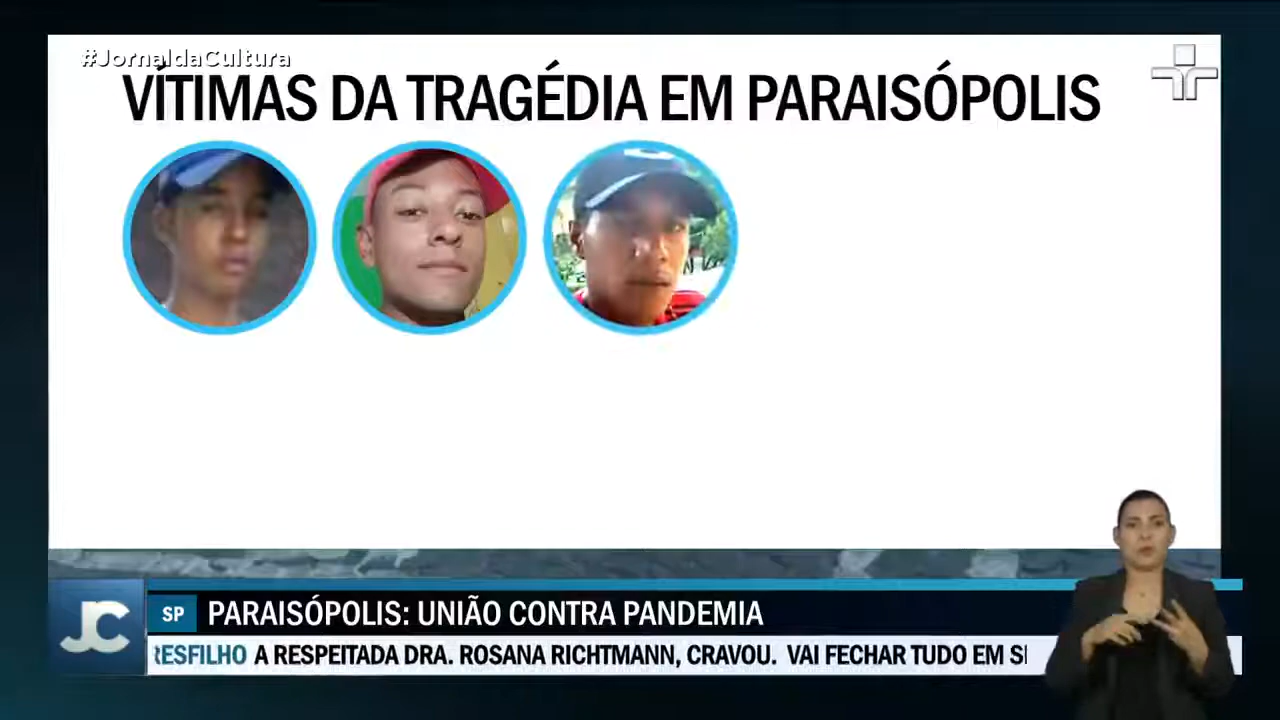 #JornaldaCultura
VÍTIMAS DA TRAGÉDIA EM PARAISÓPOLIS
JC
SP PARAISÓPOLIS: UNIÃO CONTRA PANDEMIA
RESFILHO A RESPEITADA DRA. ROSANA RICHTMANN, CRAVOU. VAI FECHAR TUDO EM